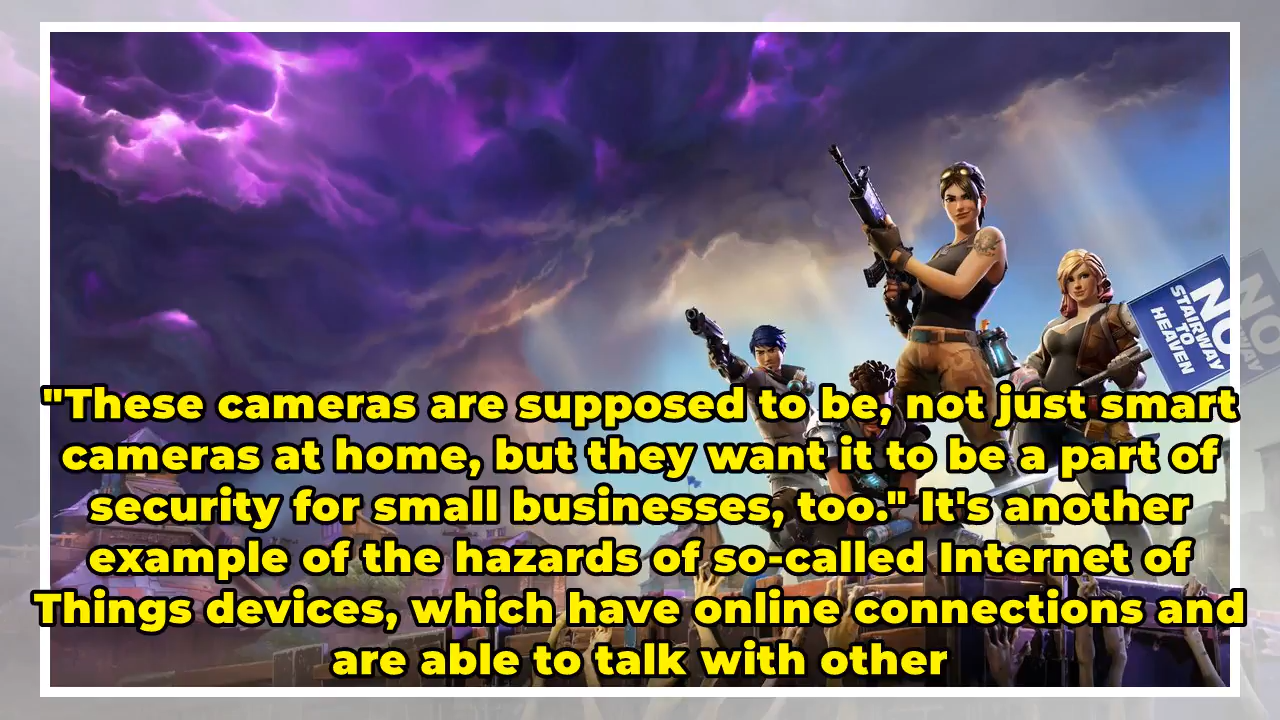 NO
STAIRWAY
TO
HEAVEN
NO
WAY
"These cameras are supposed to be, not just smart
cameras at home, but they want it to be a part of
security for small businesses, too." It's another
example of the hazards of so-called Internet of
Things devices, which have online connections and
are able to talk with other